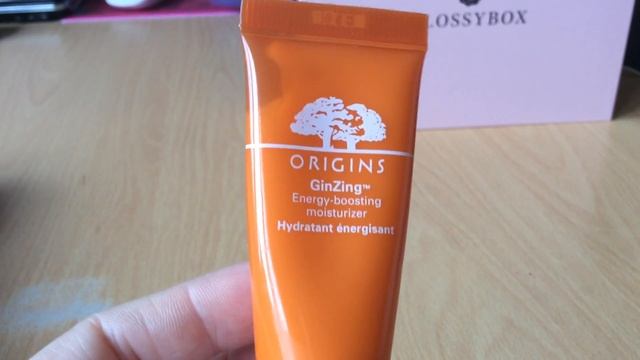 LOSSYBOX
ORIGINS
GinZing™
Energy-boosting
moisturizer
Hydratant énergisant